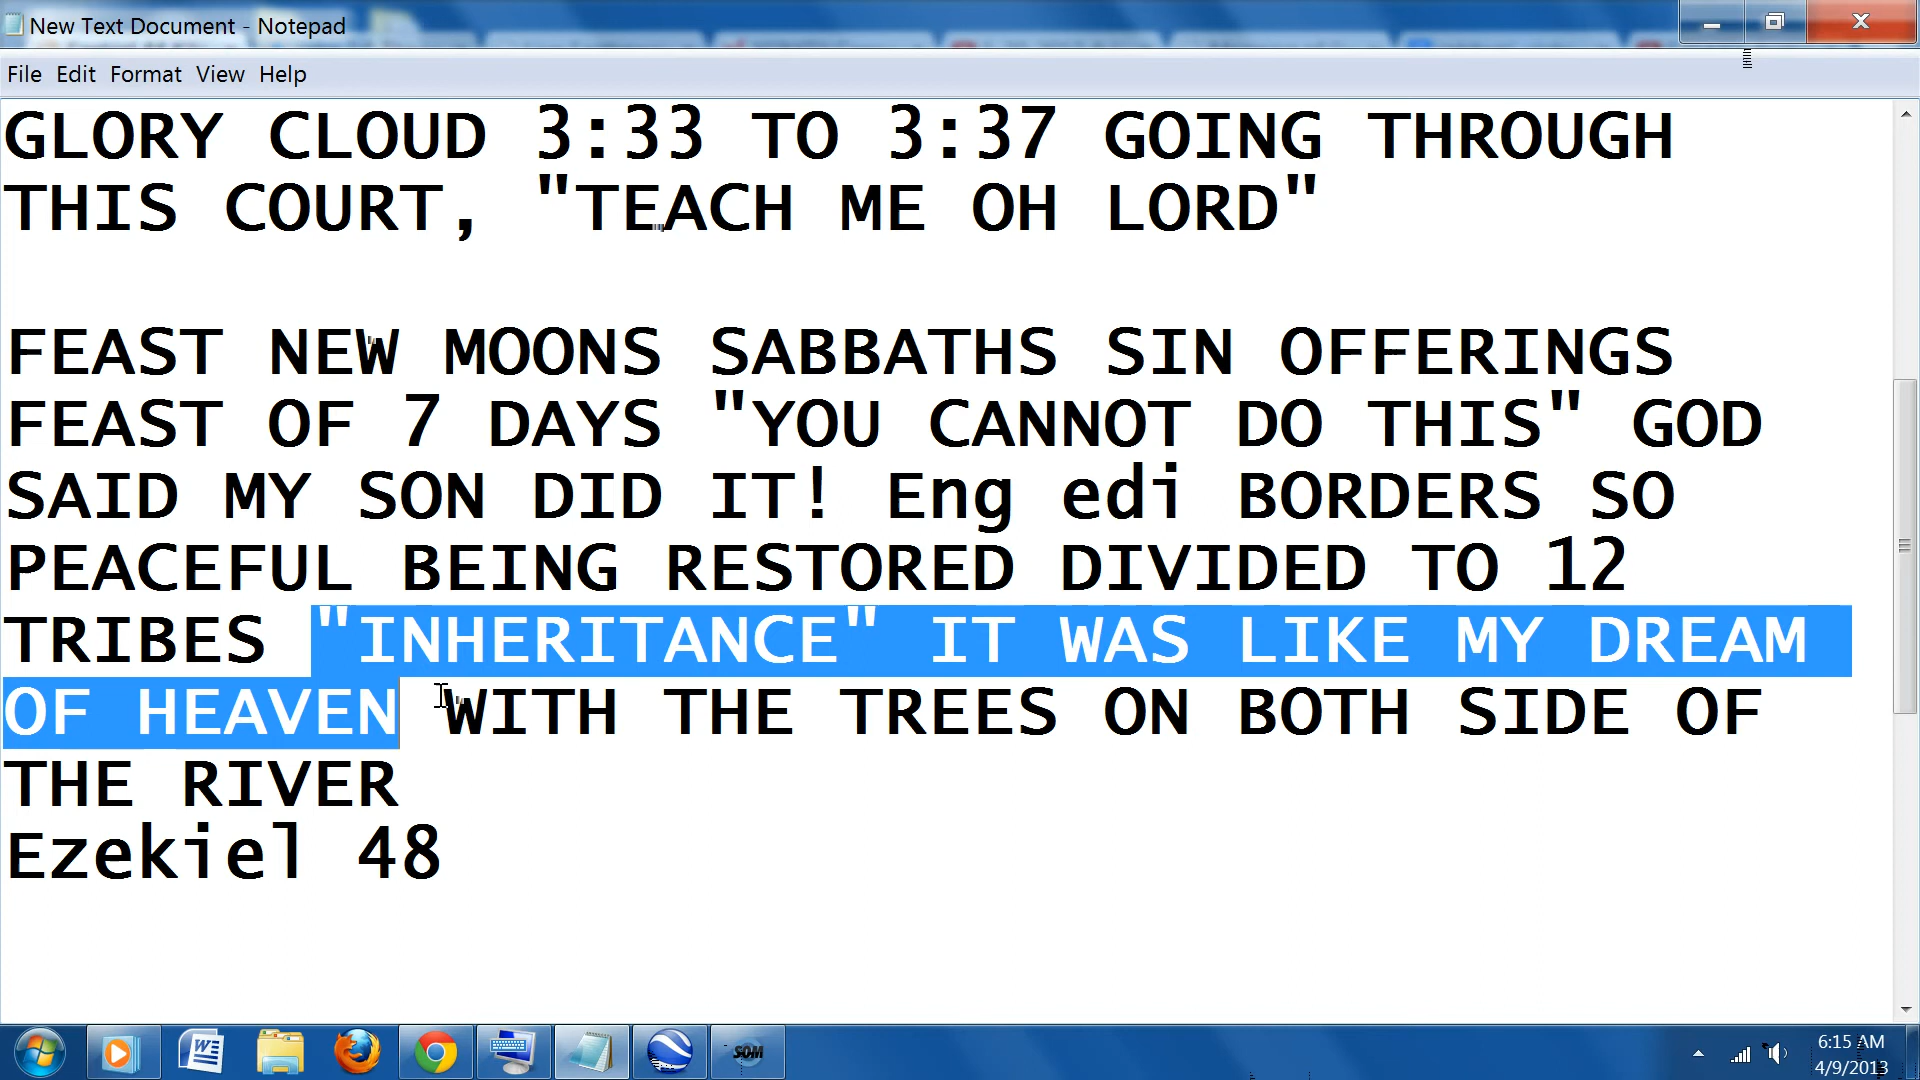 New Text Document - Notepad
File Edit Format View Help
GLORY CLOUD 3:33 TO 3:37 GOING THROUGH
THIS COURT, "TEACH ME OH LORD"
FEAST NEW MOONS SABBATHS SIN OFFERINGS
FEAST OF 7 DAYS "YOU CANNOT DO THIS" GOD
SAID MY SON DID IT! Eng edi BORDERS SO
PEACEFUL BEING RESTORED DIVIDED TO 12
TRIBES "INHERITANCE" IT WAS LIKE MY DREAM
OF HEAVEN WITH THE TREES ON BOTH SIDE OF
THE RIVER
Ezekiel 48
SOM
6:15 AM
4/9/2013